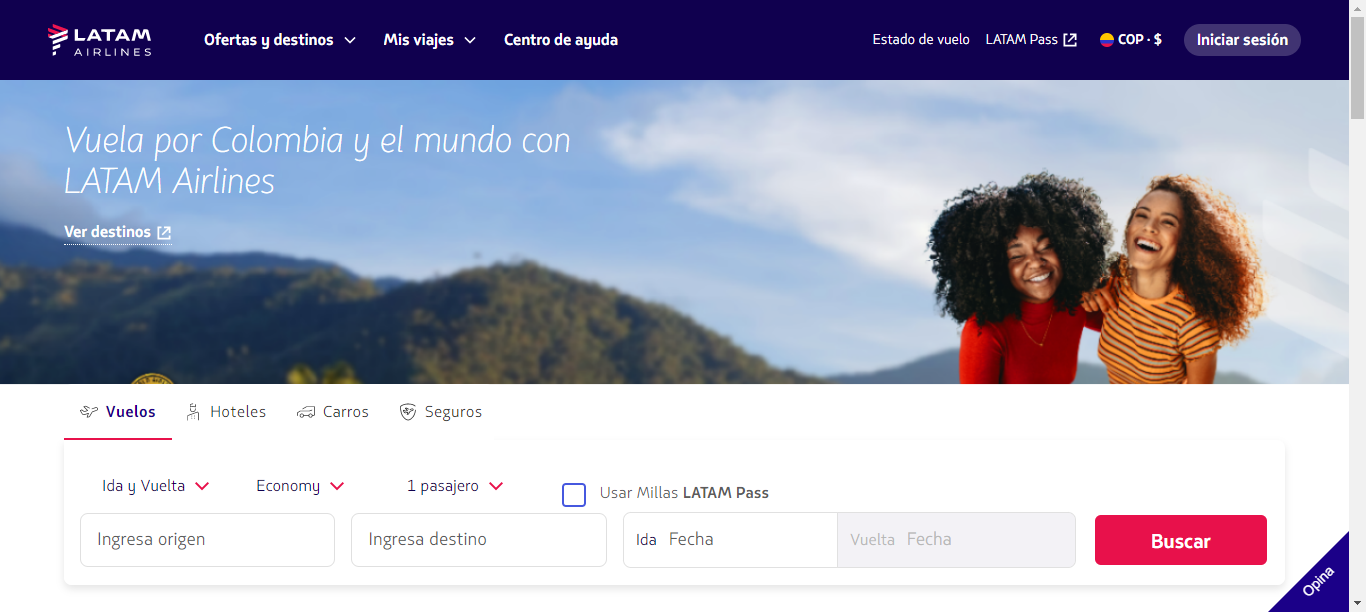 LATAM
AIRLINES
Ofertas y destinos
Mis viajes
Centro de ayuda
Estado de vuelo
LATAM Pass
COP · $
Iniciar sesión
Vuela por Colombia y el mundo con
LATAM Airlines
Ver destinos
Vuelos
Hoteles
Carros
Seguros
Ida y Vuelta
Economy
1 pasajero
Usar Millas LATAM Pass
Ingresa origen
Ingresa destino
Ida Fecha
Vuelta Fecha
Buscar
Opina